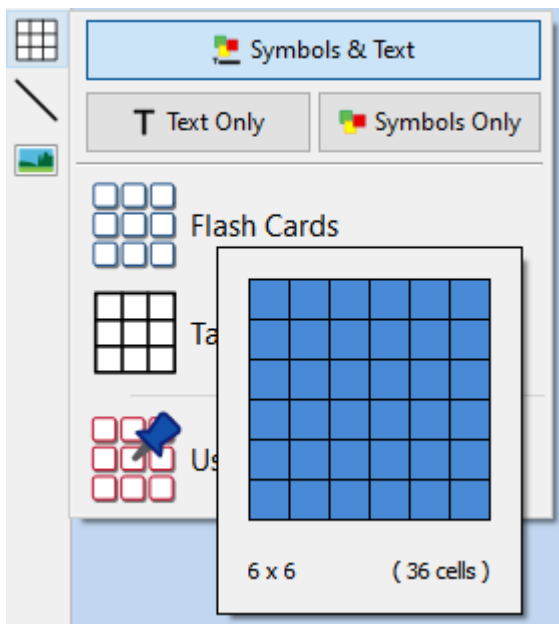 Symbols & Text
T Text Only
Symbols Only
Flash Cards
Ta
Us
6 x 6 ( 36 cells )